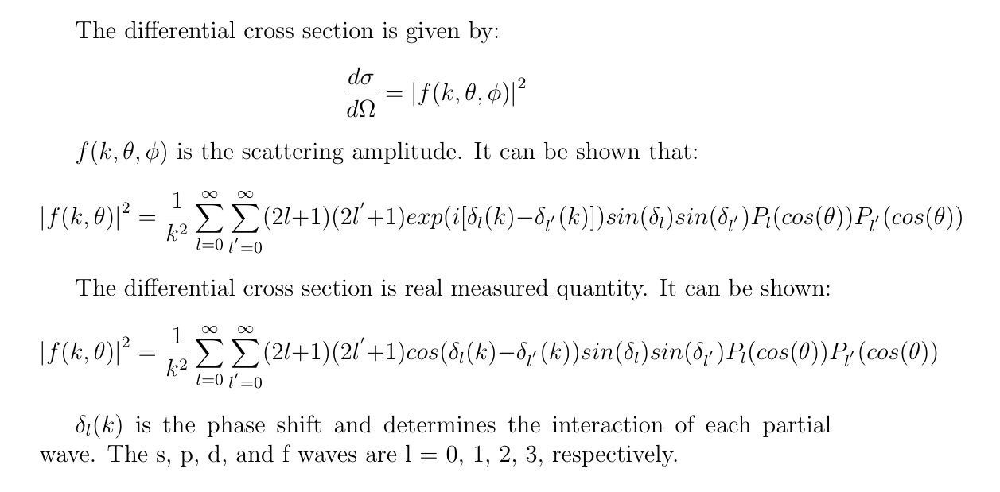 The differential cross section is given by:
$$\frac{d\sigma}{d\Omega} = |f(k, \theta, \phi)|^2$$
$f(k, \theta, \phi)$ is the scattering amplitude. It can be shown that:
$$|f(k, \theta)|^2 = \frac{1}{k^2} \sum_{l=0}^{\infty} \sum_{l^{'}=0}^{\infty} (2l+1)(2l^{'}+1)exp(i[\delta_l(k)-\delta_{l^{'}}(k)])sin(\delta_l)sin(\delta_{l^{'}})P_l(cos(\theta))P_{l^{'}}(cos(\theta))$$
The differential cross section is real measured quantity. It can be shown:
$$|f(k, \theta)|^2 = \frac{1}{k^2} \sum_{l=0}^{\infty} \sum_{l^{'}=0}^{\infty} (2l+1)(2l^{'}+1)cos(\delta_l(k)-\delta_{l^{'}}(k))sin(\delta_l)sin(\delta_{l^{'}})P_l(cos(\theta))P_{l^{'}}(cos(\theta))$$
$\delta_l(k)$ is the phase shift and determines the interaction of each partial
wave. The s, p, d, and f waves are l = 0, 1, 2, 3, respectively.